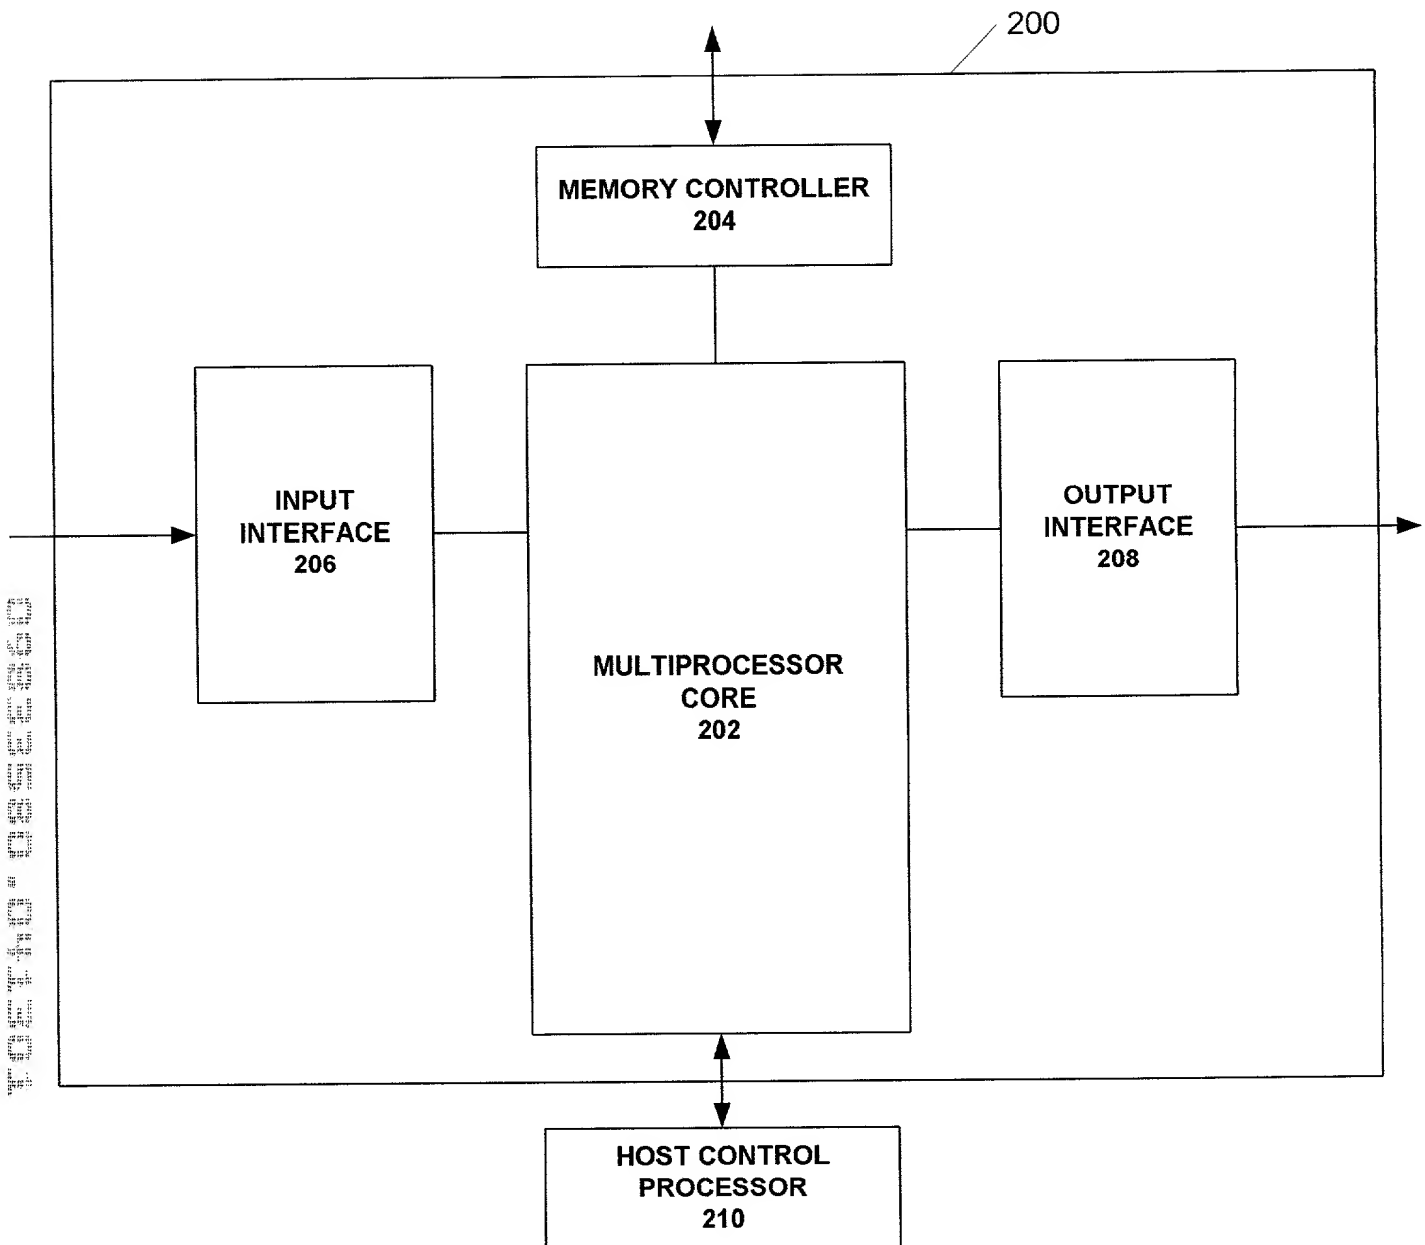 200
MEMORY CONTROLLER
204
INPUT
INTERFACE
206
OUTPUT
INTERFACE
208
MULTIPROCESSOR
CORE
202
HOST CONTROL
PROCESSOR
210